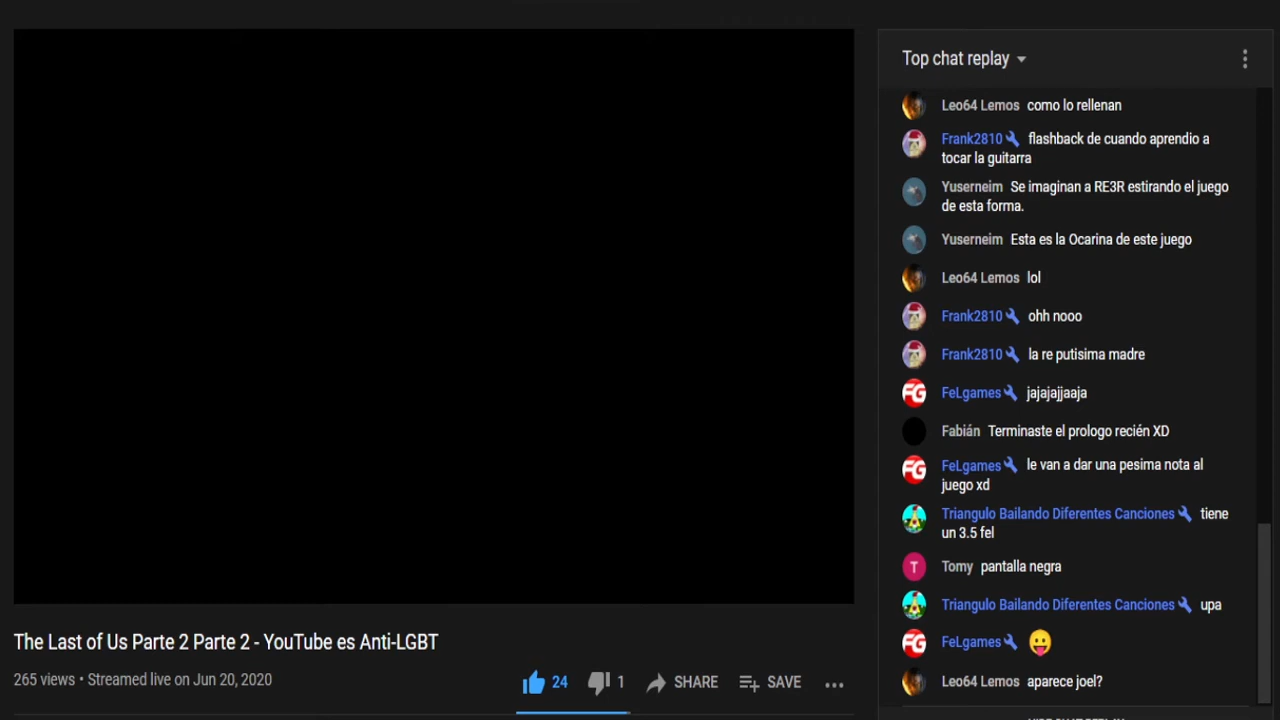 Top chat replay
Leo64 Lemos como lo rellenan
Frank2810 flashback de cuando aprendio a
tocar la guitarra
Yuserneim Se imaginan a RE3R estirando el juego
de esta forma.
Yuserneim Esta es la Ocarina de este juego
Leo64 Lemos lol
Frank2810 ohh nooo
Frank2810 la re putisima madre
FeLgames jajajajjaaja
Fabián Terminaste el prologo recién XD
FG
FeLgames le van a dar una pesima nota al
juego xd
Triangulo Bailando Diferentes Canciones tiene
un 3.5 fel
T
Tomy pantalla negra
Triangulo Bailando Diferentes Canciones upa
FeLgames
Leo64 Lemos aparece joel?
The Last of Us Parte 2 Parte 2 - YouTube es Anti-LGBT
265 views • Streamed live on Jun 20, 2020
24
1
SHARE
SAVE